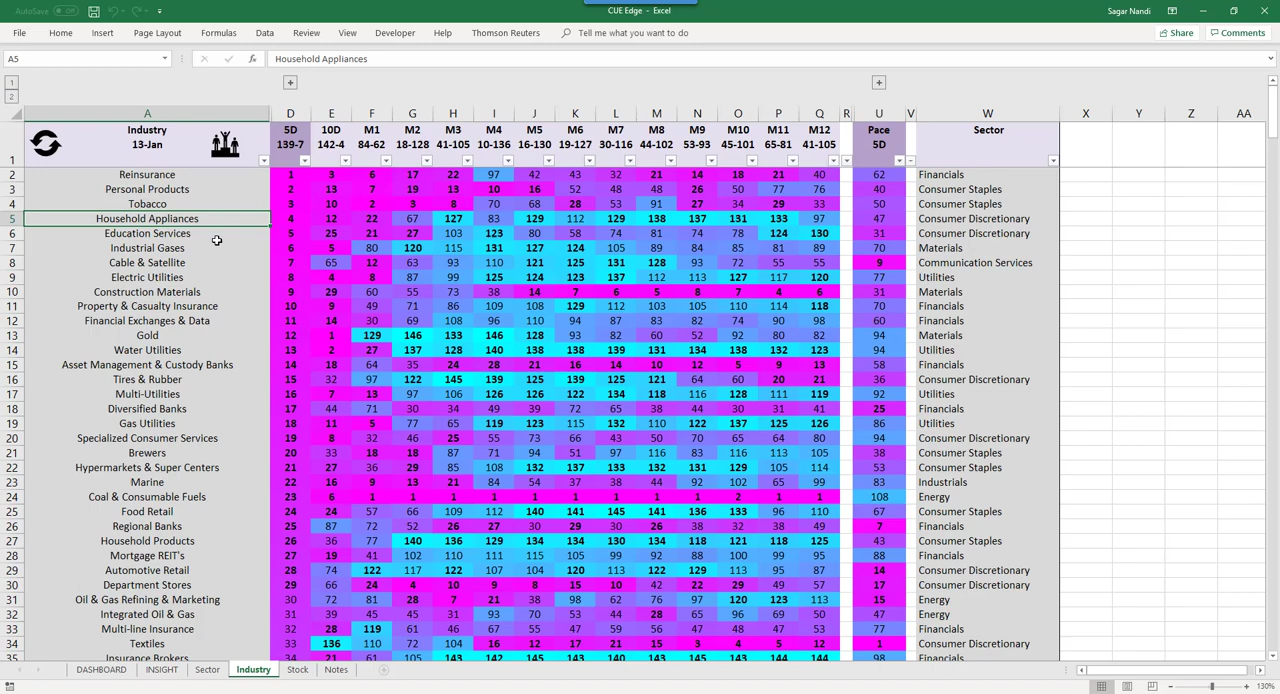 AutoSave Off CUE Edge - Excel Sagar Nandi
File Home Insert Page Layout Formulas Data Review View Developer Help Thomson Reuters Tell me what you want to do Share Comments
A5 fx Household Appliances
1
2
A D E F G H I J K L M N O P Q R U V W X Y Z AA
Industry 5D 10D M1 M2 M3 M4 M5 M6 M7 M8 M9 M10 M11 M12 Pace Sector
1 13-Jan 139-7 142-4 84-62 18-128 41-105 10-136 16-130 19-127 30-116 44-102 53-93 45-101 65-81 41-105 5D
2 Reinsurance 1 3 6 17 22 97 42 43 32 21 14 18 21 40 62 Financials
3 Personal Products 2 13 7 19 13 10 16 52 48 48 26 50 77 76 40 Consumer Staples
4 Tobacco 3 10 2 3 8 70 68 28 53 91 27 34 29 33 50 Consumer Staples
5 Household Appliances 4 12 22 67 127 83 129 112 129 138 137 131 133 97 47 Consumer Discretionary
6 Education Services 5 25 21 27 103 123 80 58 74 81 74 78 124 130 31 Consumer Discretionary
7 Industrial Gases 6 5 80 120 115 131 127 124 91 84 85 81 89 70 Materials
8 Cable & Satellite 7 65 12 63 93 110 121 125 131 128 93 72 55 55 9 Communication Services
9 Electric Utilities 8 4 8 87 99 125 124 123 137 112 113 127 117 120 77 Utilities
10 Construction Materials 9 29 60 55 73 38 14 7 6 5 8 7 4 6 31 Materials
11 Property & Casualty Insurance 10 9 49 71 86 109 108 129 112 103 105 110 114 118 70 Financials
12 Financial Exchanges & Data 11 14 30 69 108 96 110 94 87 83 82 74 90 98 60 Financials
13 Gold 12 1 129 146 133 146 128 93 82 60 52 92 80 82 94 Materials
14 Water Utilities 13 2 27 137 128 140 138 138 139 131 134 138 132 123 94 Utilities
15 Asset Management & Custody Banks 14 18 64 35 24 28 21 16 14 10 12 5 9 13 58 Financials
16 Tires & Rubber 15 32 97 122 145 139 125 139 125 121 64 60 20 21 36 Consumer Discretionary
17 Multi-Utilities 16 7 13 97 106 126 126 122 134 118 116 128 111 119 92 Utilities
18 Diversified Banks 17 44 71 30 34 49 39 72 65 38 44 30 31 41 25 Financials
19 Gas Utilities 18 11 5 77 65 119 123 115 132 110 122 137 125 126 86 Utilities
20 Specialized Consumer Services 19 8 32 46 25 55 73 66 43 50 70 65 64 80 94 Consumer Discretionary
21 Brewers 20 33 18 18 87 71 94 51 97 116 83 116 113 105 38 Consumer Staples
22 Hypermarkets & Super Centers 21 27 36 29 85 108 132 137 133 132 131 129 105 114 53 Consumer Staples
23 Marine 22 16 9 13 21 84 54 37 38 44 92 102 65 99 83 Industrials
24 Coal & Consumable Fuels 23 6 1 1 1 1 1 1 1 1 1 2 1 1 108 Energy
25 Food Retail 24 24 57 66 109 112 140 141 145 141 136 133 96 110 67 Consumer Staples
26 Regional Banks 25 87 72 52 26 27 30 29 30 26 38 32 38 49 7 Financials
27 Household Products 26 36 77 140 136 129 134 134 130 134 118 121 118 125 43 Consumer Staples
28 Mortgage REIT's 27 19 41 102 110 111 115 105 99 92 88 100 99 95 88 Financials
29 Automotive Retail 28 74 122 117 122 107 104 120 113 122 129 113 95 87 14 Consumer Discretionary
30 Department Stores 29 66 24 4 10 9 8 15 10 42 22 29 49 57 17 Consumer Discretionary
31 Oil & Gas Refining & Marketing 30 72 81 28 7 21 38 98 62 76 97 120 123 113 15 Energy
32 Integrated Oil & Gas 31 39 45 45 31 93 70 53 44 28 65 96 69 50 47 Energy
33 Multi-line Insurance 32 28 119 61 46 67 55 47 59 56 47 48 47 53 77 Financials
34 Textiles 33 136 110 72 104 16 12 17 21 15 3 4 5 12 1 Consumer Discretionary
35 Insurance Brokers 34 21 61 105 143 142 145 143 140 143 145 143 144 144 98 Financials
DASHBOARD INSIGHT Sector Industry Stock Notes
130%